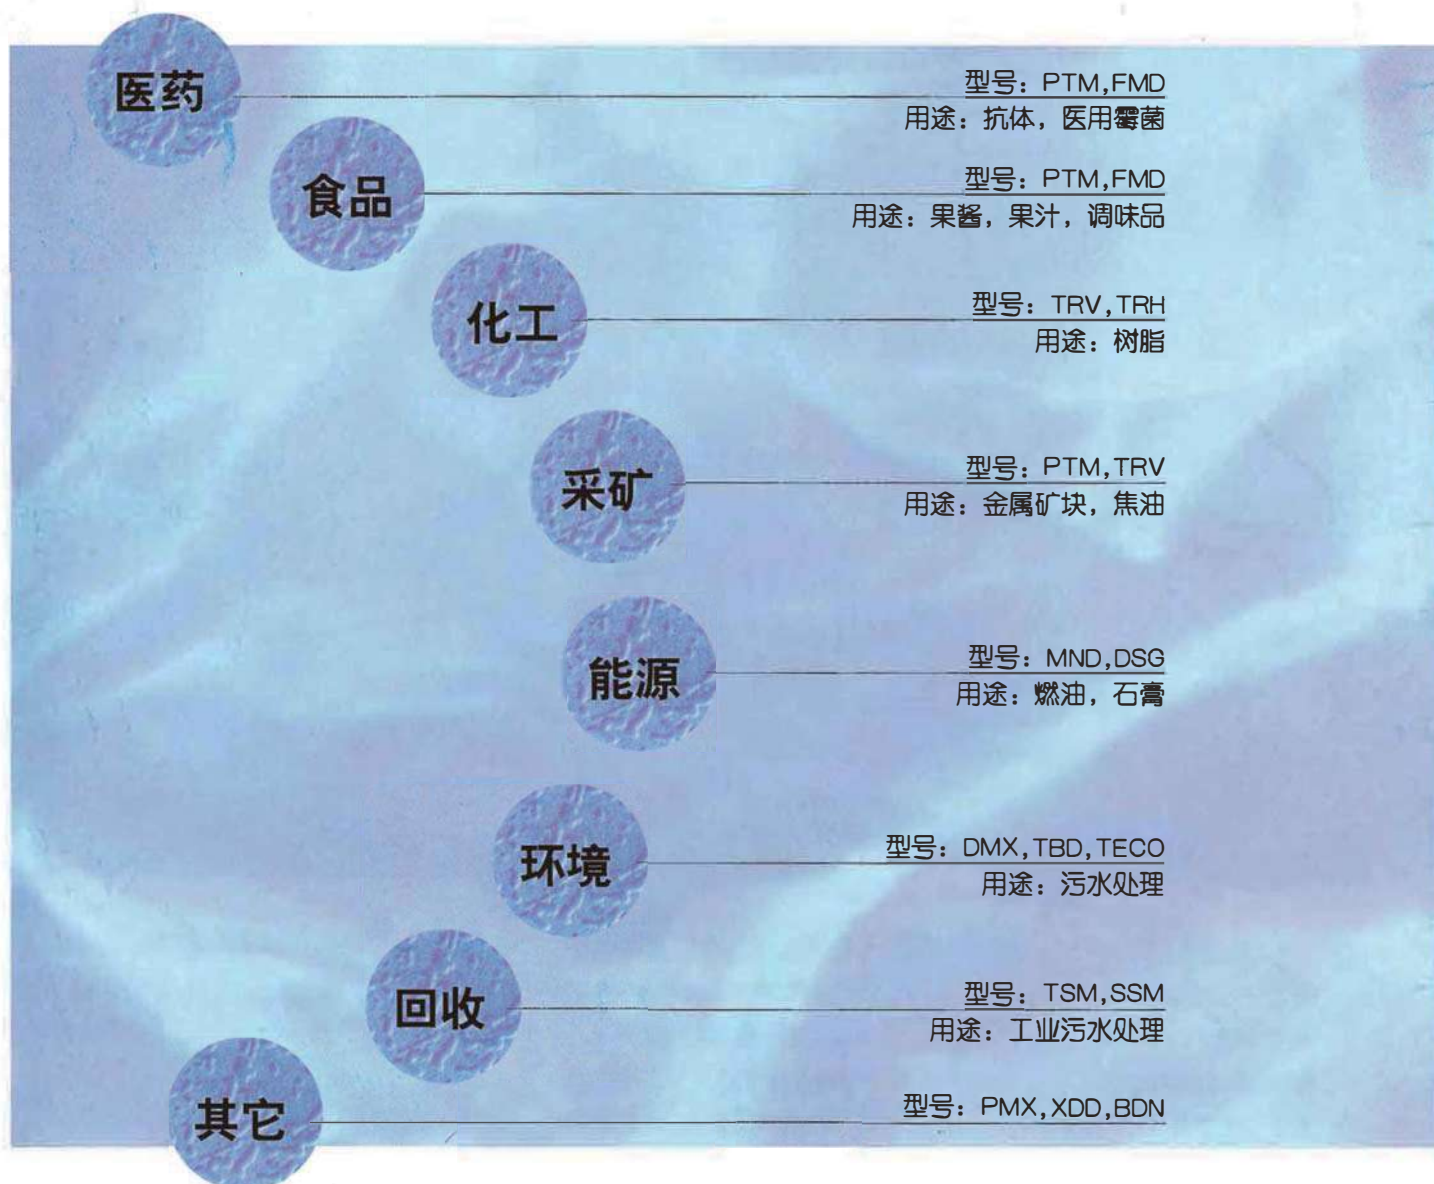 医药
型号：PTM,FMD
用途：抗体，医用霉菌
食品
型号：PTM,FMD
用途：果酱，果汁，调味品
化工
型号：TRV,TRH
用途：树脂
采矿
型号：PTM,TRV
用途：金属矿块，焦油
能源
型号：MND,DSG
用途：燃油，石膏
环境
型号：DMX,TBD,TECO
用途：污水处理
回收
型号：TSM,SSM
用途：工业污水处理
其它
型号：PMX,XDD,BDN